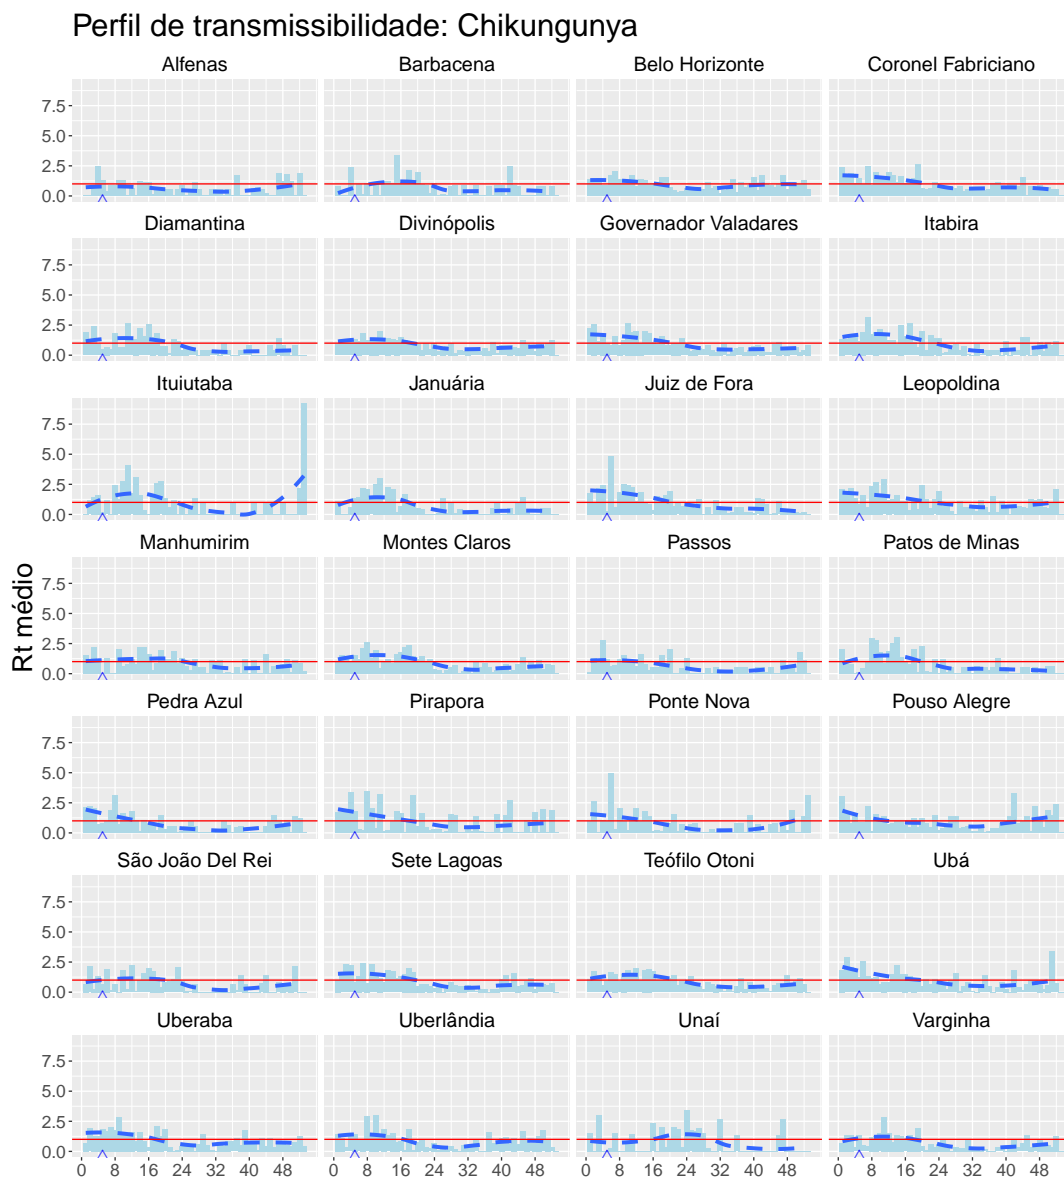 Perfil de transmissibilidade: Chikungunya
Alfenas Barbacena Belo Horizonte Coronel Fabriciano
7.5
5.0
2.5
0.0
Diamantina Divinópolis Governador Valadares Itabira
7.5
5.0
2.5
0.0
Ituiutaba Januária Juiz de Fora Leopoldina
7.5
5.0
2.5
0.0
Manhumirim Montes Claros Passos Patos de Minas
7.5
5.0
2.5
0.0
Rt médio
Pedra Azul Pirapora Ponte Nova Pouso Alegre
7.5
5.0
2.5
0.0
São João Del Rei Sete Lagoas Teófilo Otoni Ubá
7.5
5.0
2.5
0.0
Uberaba Uberlândia Unaí Varginha
7.5
5.0
2.5
0.0
0 8 16 24 32 40 48 0 8 16 24 32 40 48 0 8 16 24 32 40 48 0 8 16 24 32 40 48